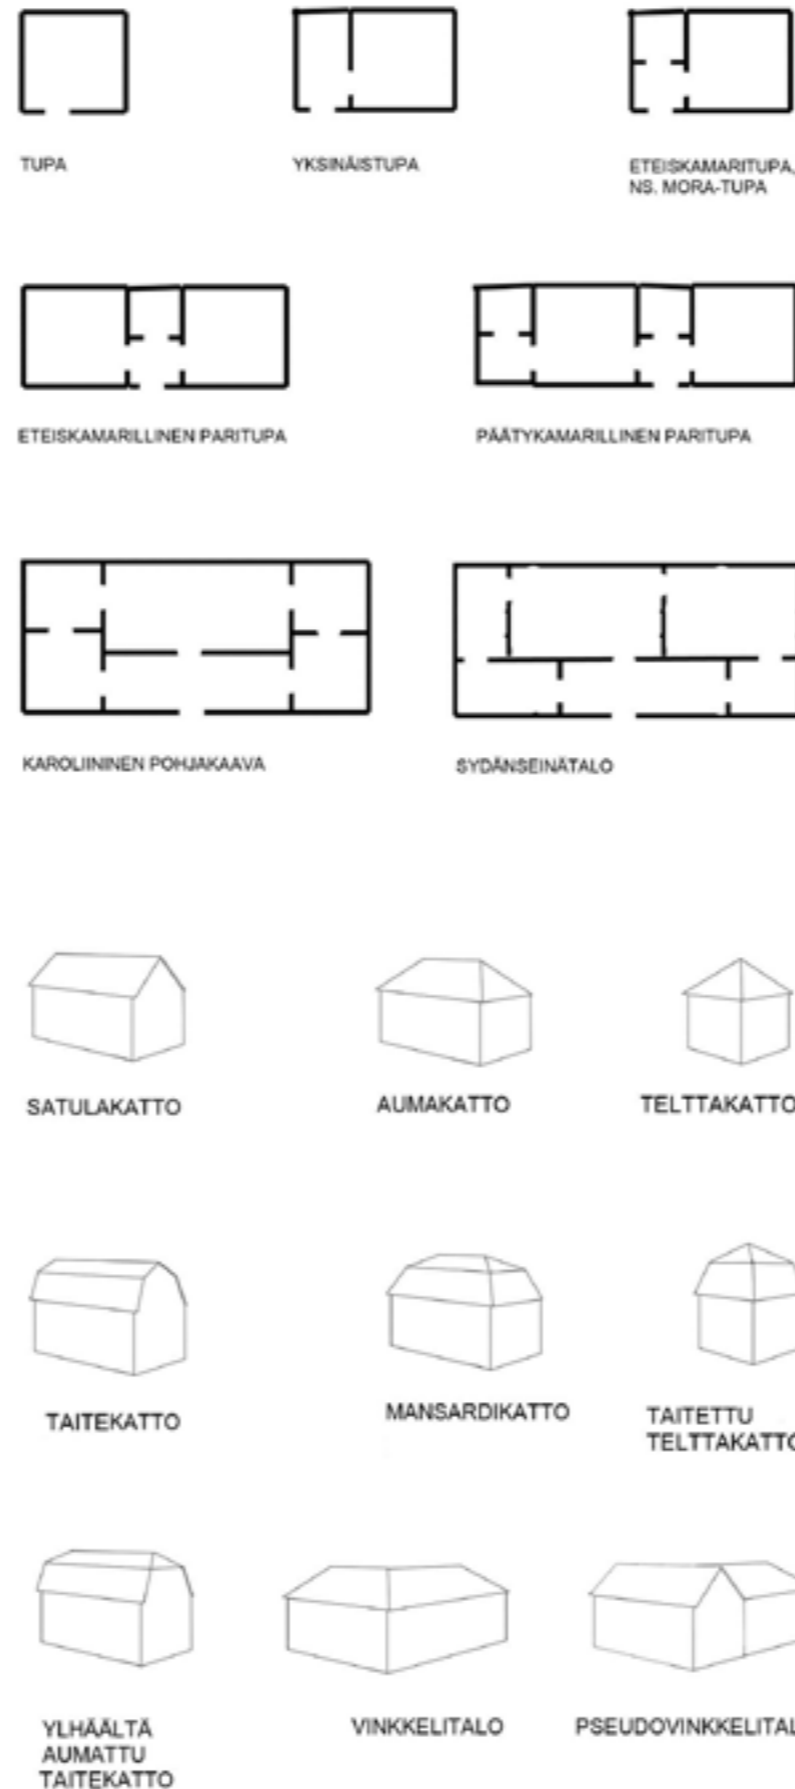 TUPA
YKSINÄISTUPA
ETEISKAMARITUPA,
NS. MORA-TUPA
ETEISKAMARILLINEN PARITUPA
PÄÄTYKAMARILLINEN PARITUPA
KAROLIININEN POHJAKAAVA
SYDÄNSEINÄTALO
SATULAKATTO
AUMAKATTO
TELTTAKATTO
TAITEKATTO
MANSARDIKATTO
TAITETTU
TELTTAKATTO
YLHÄÄLTÄ
AUMATTU
TAITEKATTO
VINKKELITALO
PSEUDOVINKKELITAL